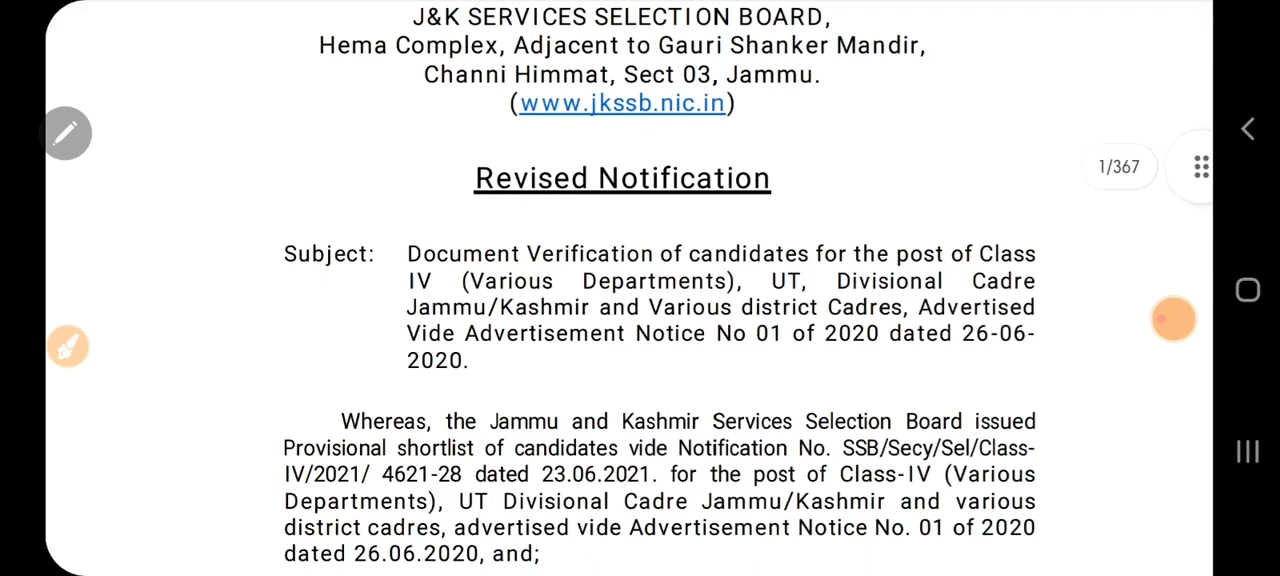 J&K SERVICES SELECTION BOARD,
Hema Complex, Adjacent to Gauri Shanker Mandir,
Channi Himmat, Sect 03, Jammu.
(www.jkssb.nic.in)
1/367
Revised Notification
Subject: Document Verification of candidates for the post of Class
IV (Various Departments), UT, Divisional Cadre
Jammu/Kashmir and Various district Cadres, Advertised
Vide Advertisement Notice No 01 of 2020 dated 26-06-
2020.
Whereas, the Jammu and Kashmir Services Selection Board issued
Provisional shortlist of candidates vide Notification No. SSB/Secy/Sel/Class-
IV/2021/ 4621-28 dated 23.06.2021. for the post of Class-IV (Various
Departments), UT Divisional Cadre Jammu/Kashmir and various
district cadres, advertised vide Advertisement Notice No. 01 of 2020
dated 26.06.2020, and;